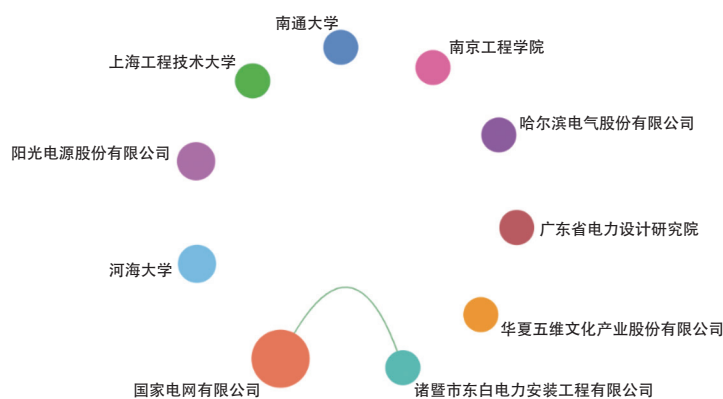 南通大学
南京工程学院
上海工程技术大学
哈尔滨电气股份有限公司
阳光电源股份有限公司
广东省电力设计研究院
河海大学
华夏五维文化产业股份有限公司
国家电网有限公司
诸暨市东白电力安装工程有限公司